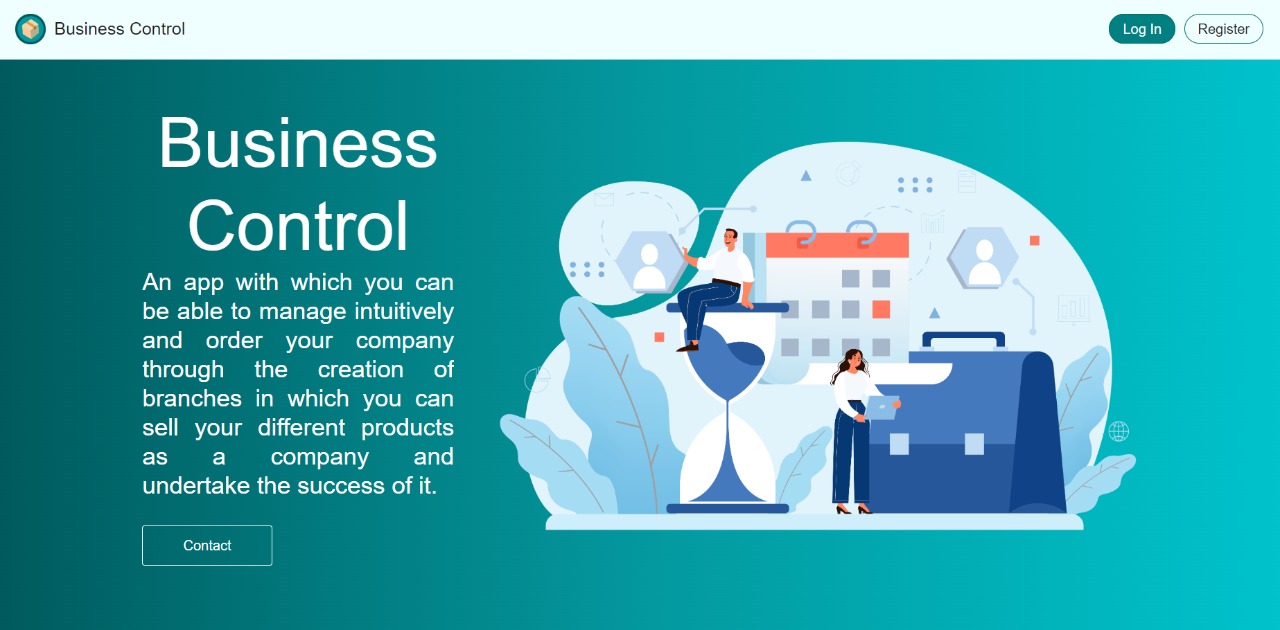 Business Control
Log In
Register
Business
Control
An app with which you can
be able to manage intuitively
and order your company
through the creation of
branches in which you can
sell your different products
as a company and
undertake the success of it.
Contact